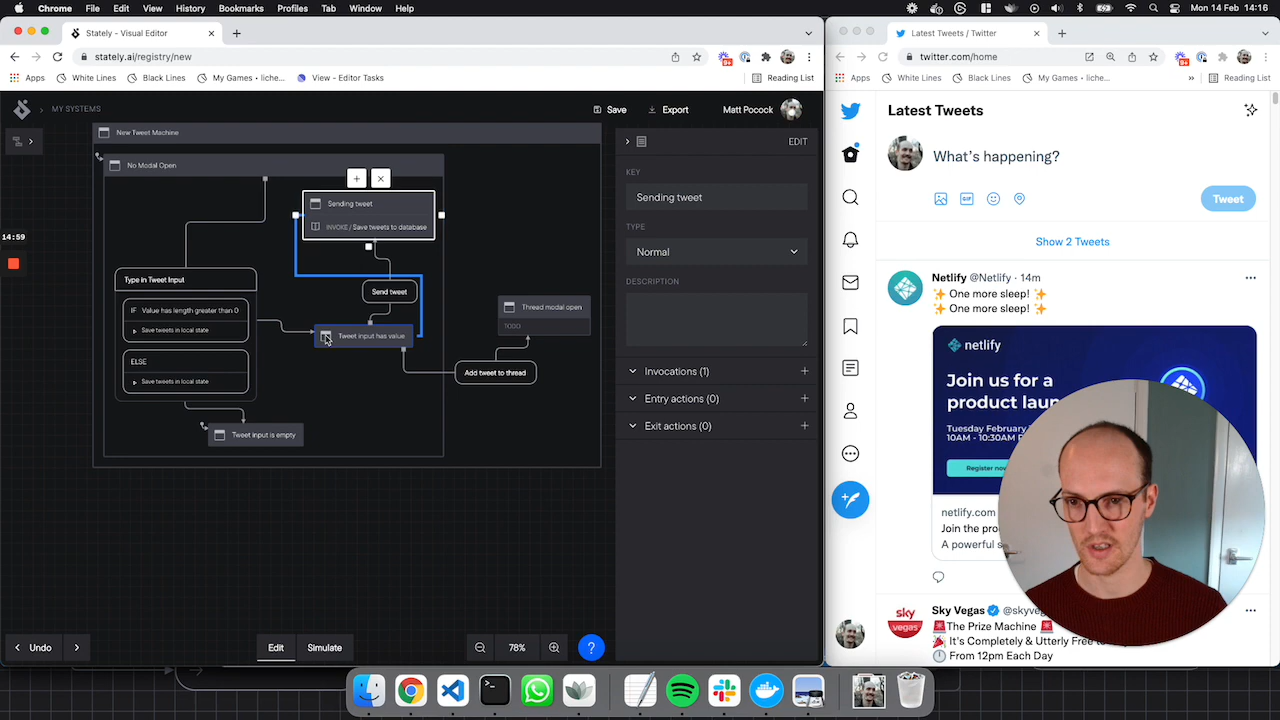 Chrome File Edit View History Bookmarks Profiles Tab Window Help
Mon 14 Feb 14:16
Stately - Visual Editor
stately.ai/registry/new
Apps White Lines Black Lines My Games • liche... View - Editor Tasks
Reading List
MY SYSTEMS
Save
Export
Matt Pocock
New Tweet Machine
No Modal Open
Sending tweet
INVOKE / Save tweets to database
Type in Tweet Input
IF Value has length greater than 0
Save tweets in local state
ELSE
Save tweets in local state
Send tweet
Tweet input has value
Thread modal open
TODO
Add tweet to thread
Tweet input is empty
14:59
EDIT
KEY
Sending tweet
TYPE
Normal
DESCRIPTION
Invocations (1)
Entry actions (0)
Exit actions (0)
Undo
Edit
Simulate
78%
?
Latest Tweets / Twitter
twitter.com/home
Apps White Lines Black Lines My Games • liche... »
Reading List
Latest Tweets
What's happening?
GIF
Tweet
Show 2 Tweets
Netlify @Netlify · 14m
✨ One more sleep! ✨
✨ One more sleep! ✨
netlify
Join us for a
product laun
Tuesday February
10AM - 10:30AM
Register now
netlify.com
Join the pro
A powerful s
Sky Vegas @skyveg
sky
vegas
🚨The Prize Machine 🚨
🎉It's Completely & Utterly Free to
🕛 From 12pm Each Day